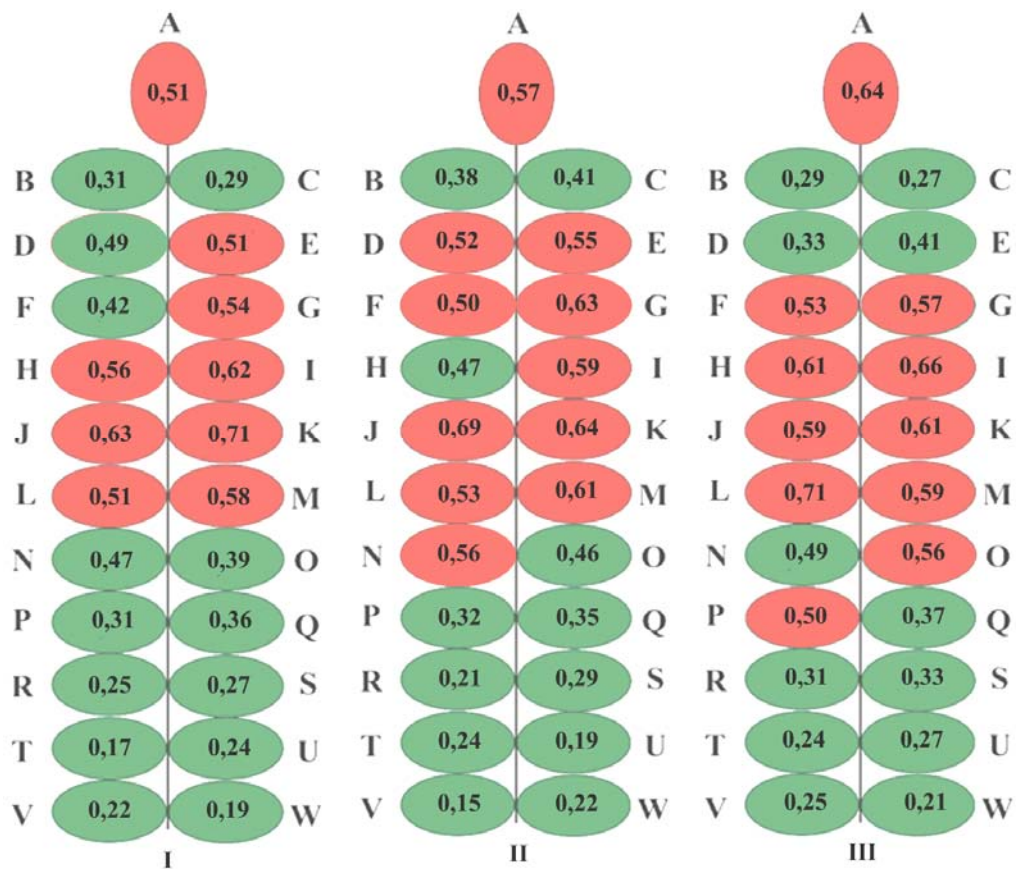 A A A
0,51 0,57 0,64
B 0,31 0,29 C B 0,38 0,41 C B 0,29 0,27 C
D 0,49 0,51 E D 0,52 0,55 E D 0,33 0,41 E
F 0,42 0,54 G F 0,50 0,63 G F 0,53 0,57 G
H 0,56 0,62 I H 0,47 0,59 I H 0,61 0,66 I
J 0,63 0,71 K J 0,69 0,64 K J 0,59 0,61 K
L 0,51 0,58 M L 0,53 0,61 M L 0,71 0,59 M
N 0,47 0,39 O N 0,56 0,46 O N 0,49 0,56 O
P 0,31 0,36 Q P 0,32 0,35 Q P 0,50 0,37 Q
R 0,25 0,27 S R 0,21 0,29 S R 0,31 0,33 S
T 0,17 0,24 U T 0,24 0,19 U T 0,24 0,27 U
V 0,22 0,19 W V 0,15 0,22 W V 0,25 0,21 W
I II III